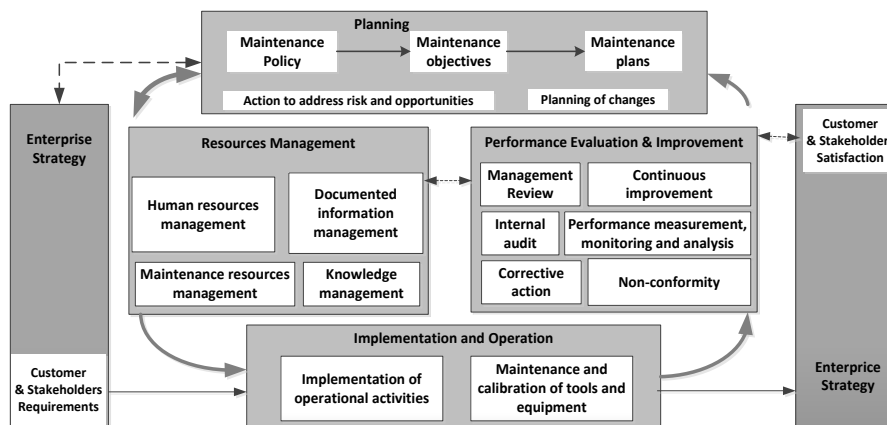 Planning
Maintenance
Policy
Maintenance
objectives
Maintenance
plans
Action to address risk and opportunities
Planning of changes
Enterprise
Strategy
Customer
& Stakeholders
Requirements
Resources Management
Human resources
management
Documented
information
management
Maintenance resources
management
Knowledge
management
Performance Evaluation & Improvement
Management
Review
Continuous
improvement
Internal
audit
Performance measurement,
monitoring and analysis
Corrective
action
Non-conformity
Implementation and Operation
Implementation of
operational activities
Maintenance and
calibration of tools and
equipment
Customer
& Stakeholders
Satisfaction
Enterprice
Strategy